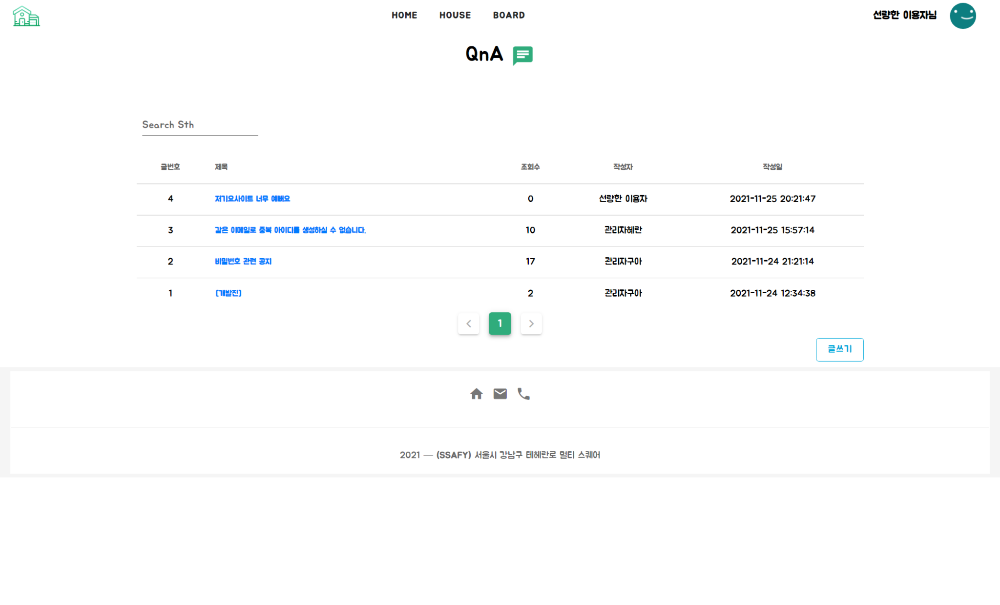 HOME HOUSE BOARD 선량한 이용자님
QnA
Search Sth
글번호 제목 조회수 작성자 작성일
4 저기요사이트 너무 예뻐요 0 선량한 이용자 2021-11-25 20:21:47
3 같은 이메일로 중복 아이디를 생성하실 수 없습니다. 10 관리자혜란 2021-11-25 15:57:14
2 비밀번호 관련 공지 17 관리자구아 2021-11-24 21:21:14
1 [개발진] 2 관리자구아 2021-11-24 12:34:38
1
글쓰기
2021 — (SSAFY) 서울시 강남구 테헤란로 멀티 스퀘어